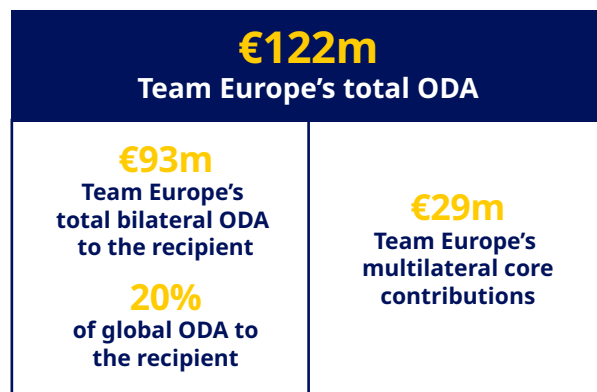 €122m
Team Europe’s total ODA
€93m
Team Europe’s
total bilateral ODA
to the recipient
20%
of global ODA to
the recipient
€29m
Team Europe’s
multilateral core
contributions